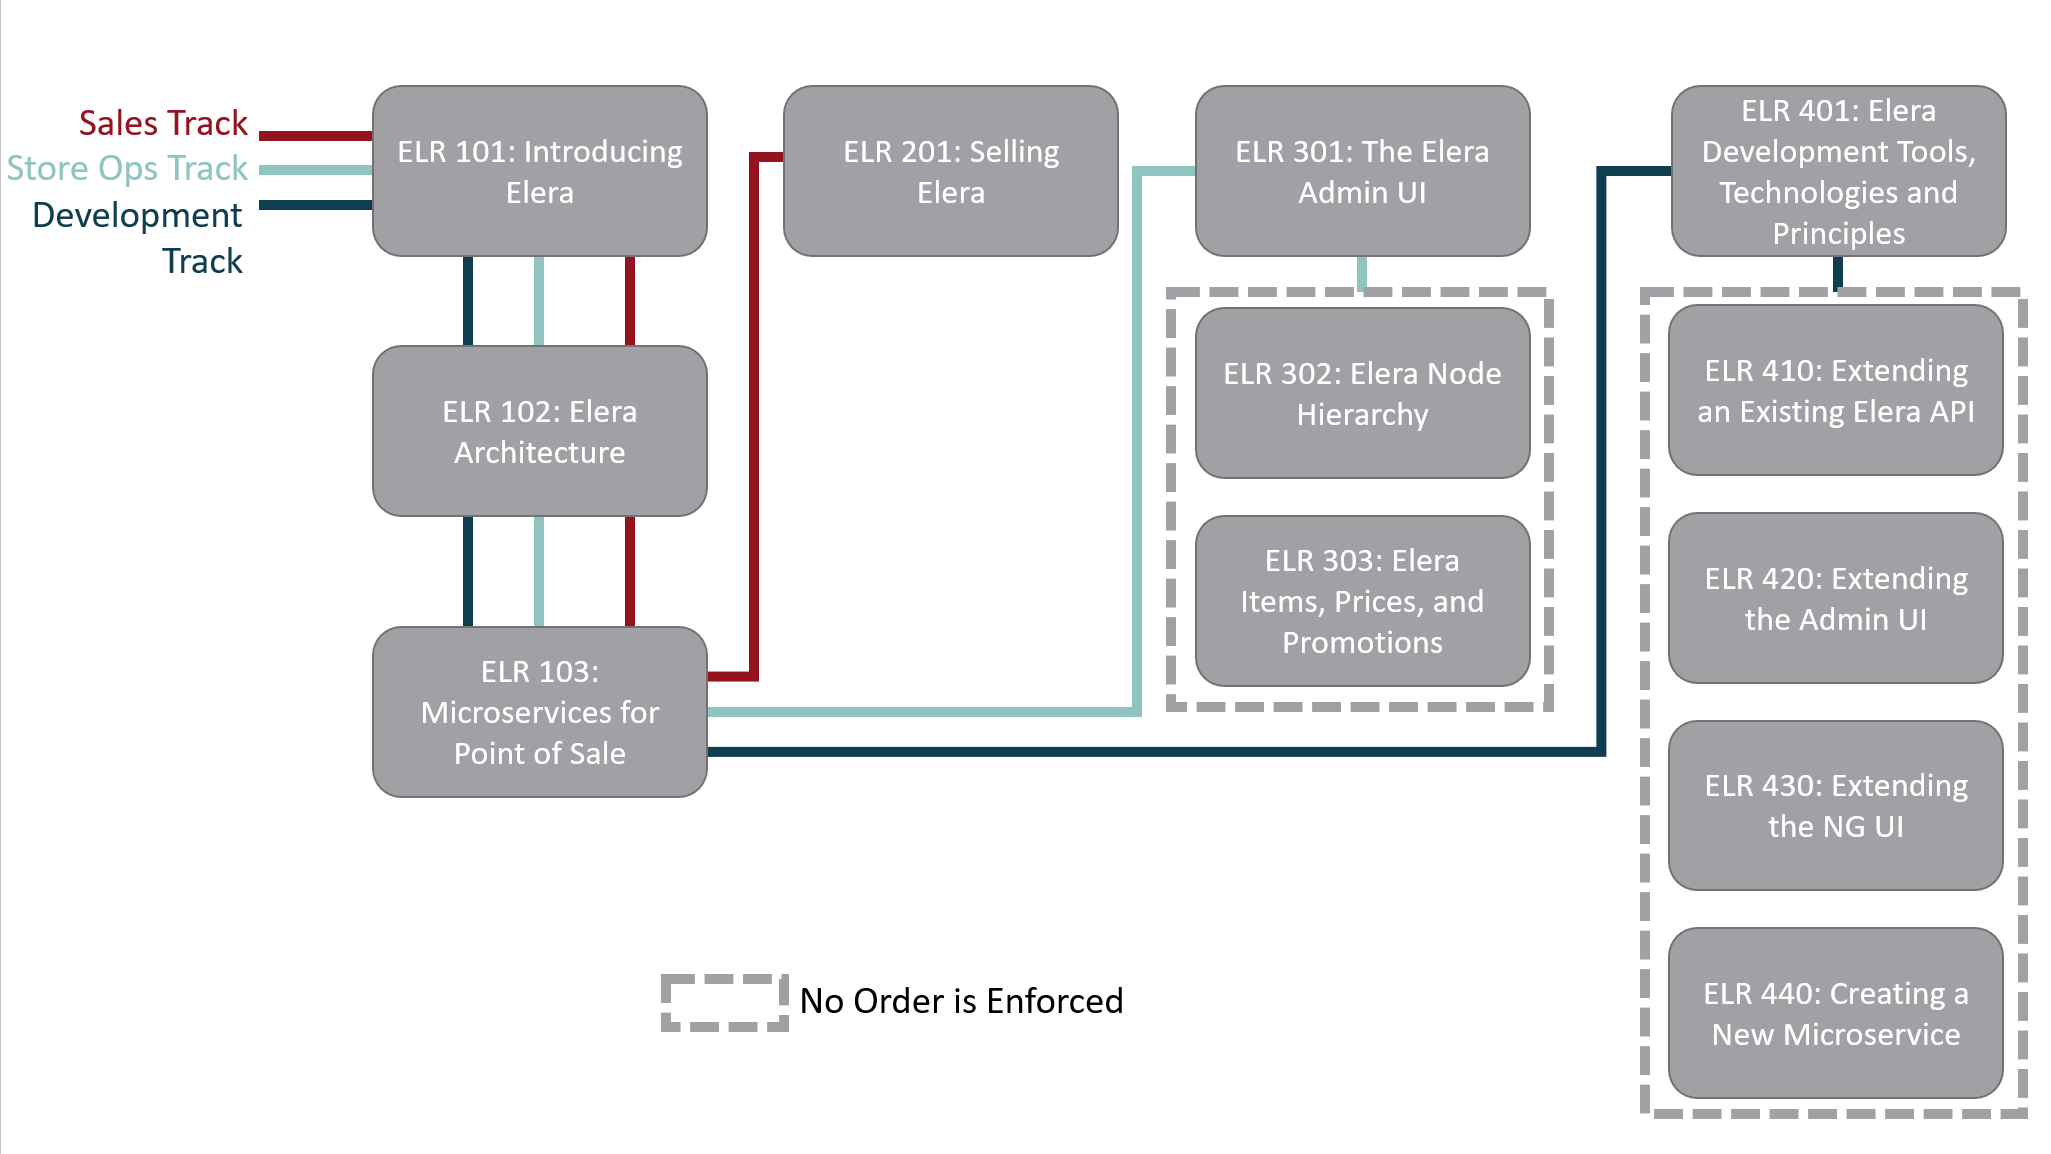 Sales Track
Store Ops Track
Development
Track
ELR 101: Introducing
Elera
ELR 102: Elera
Architecture
ELR 103:
Microservices for
Point of Sale
ELR 201: Selling
Elera
ELR 301: The Elera
Admin UI
ELR 302: Elera Node
Hierarchy
ELR 303: Elera
Items, Prices, and
Promotions
ELR 401: Elera
Development Tools,
Technologies and
Principles
ELR 410: Extending
an Existing Elera API
ELR 420: Extending
the Admin UI
ELR 430: Extending
the NG UI
ELR 440: Creating a
New Microservice
No Order is Enforced